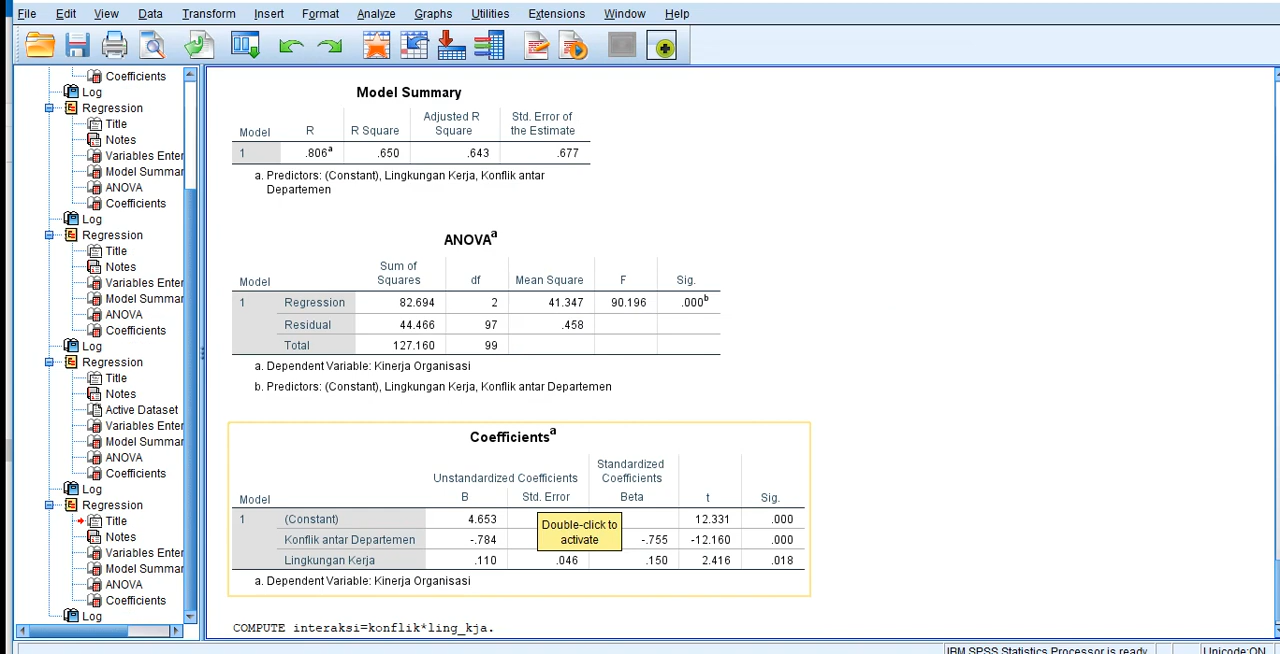 File Edit View Data Transform Insert Format Analyze Graphs Utilities Extensions Window Help
Coefficients
Log
Regression
Title
Notes
Variables Enter
Model Summar
ANOVA
Coefficients
Log
Regression
Title
Notes
Variables Enter
Model Summar
ANOVA
Coefficients
Log
Regression
Title
Notes
Active Dataset
Variables Enter
Model Summar
ANOVA
Coefficients
Log
Regression
Title
Notes
Variables Enter
Model Summar
ANOVA
Coefficients
Log
Model Summary
Model R R Square Adjusted R Square Std. Error of the Estimate
1 .806a .650 .643 .677
a. Predictors: (Constant), Lingkungan Kerja, Konflik antar
Departemen
ANOVAa
Model Sum of Squares df Mean Square F Sig.
1 Regression 82.694 2 41.347 90.196 .000b
Residual 44.466 97 .458
Total 127.160 99
a. Dependent Variable: Kinerja Organisasi
b. Predictors: (Constant), Lingkungan Kerja, Konflik antar Departemen
Coefficientsa
Unstandardized Coefficients Standardized Coefficients
Model B Std. Error Beta t Sig.
1 (Constant) 4.653 12.331 .000
Konflik antar Departemen -.784 -.755 -12.160 .000
Lingkungan Kerja .110 .046 .150 2.416 .018
Double-click to
activate
a. Dependent Variable: Kinerja Organisasi
COMPUTE interaksi=konflik*ling_kja.
IBM SPSS Statistics Processor is ready Unicode:ON